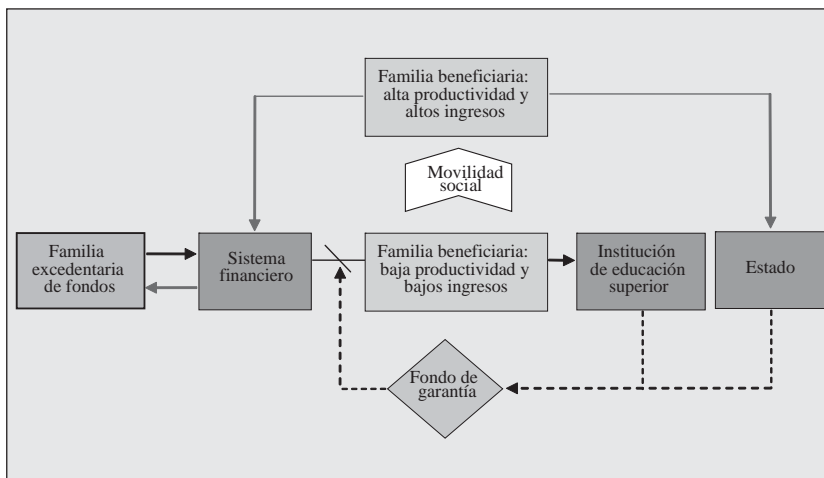 Familia beneficiaria:
alta productividad y
altos ingresos
Movilidad
social
Familia
excedentaria
de fondos
Sistema
financiero
Familia beneficiaria:
baja productividad y
bajos ingresos
Institución
de educación
superior
Estado
Fondo de
garantía